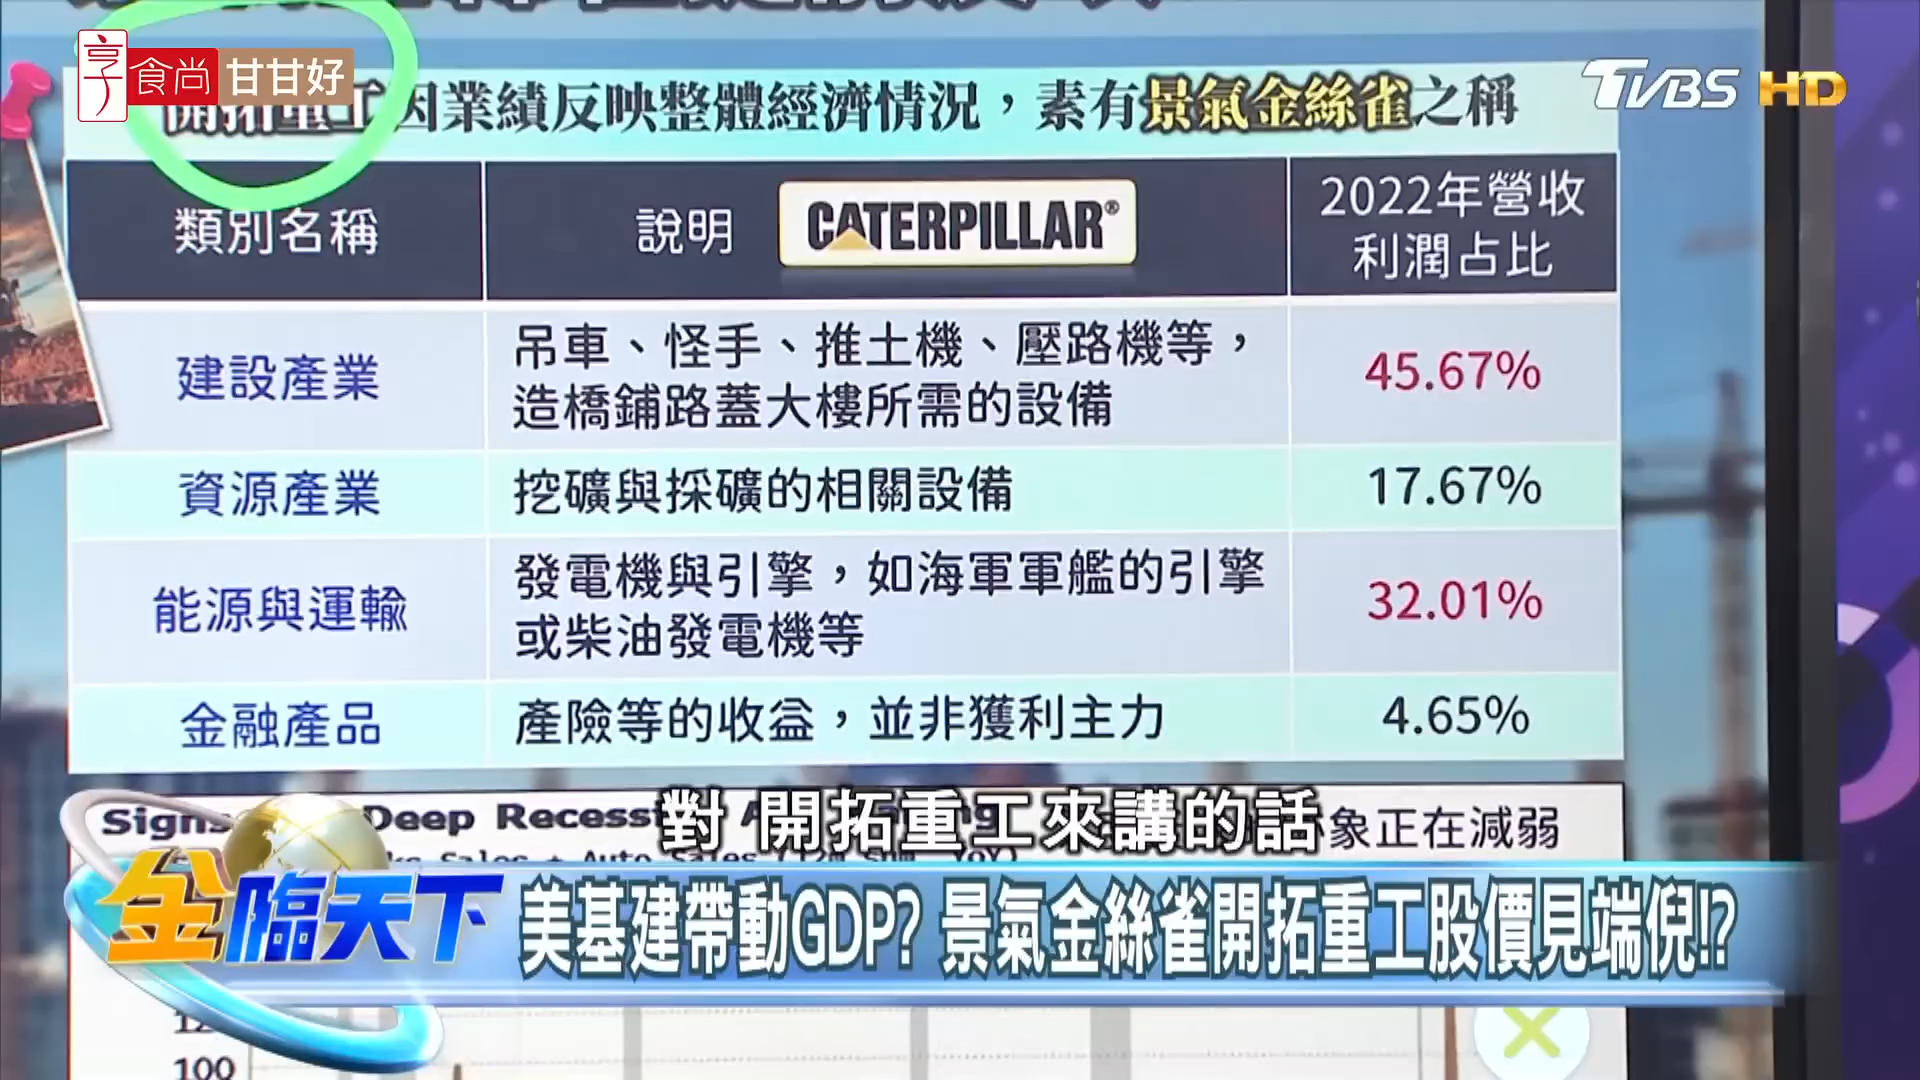 享 食尚 甘甘好
TVBS HD
開拓重工因業績反映整體經濟情況，素有景氣金絲雀之稱
類別名稱
說明 CATERPILLAR®
2022年營收
利潤占比
建設產業
吊車、怪手、推土機、壓路機等，
造橋鋪路蓋大樓所需的設備
45.67%
資源產業
挖礦與採礦的相關設備
17.67%
能源與運輸
發電機與引擎，如海軍軍艦的引擎
或柴油發電機等
32.01%
金融產品
產險等的收益，並非獲利主力
4.65%
Signs Deep
象正在減弱
對 開拓重工來講的話
金臨天下
美基建帶動GDP? 景氣金絲雀開拓重工股價見端倪!?
100